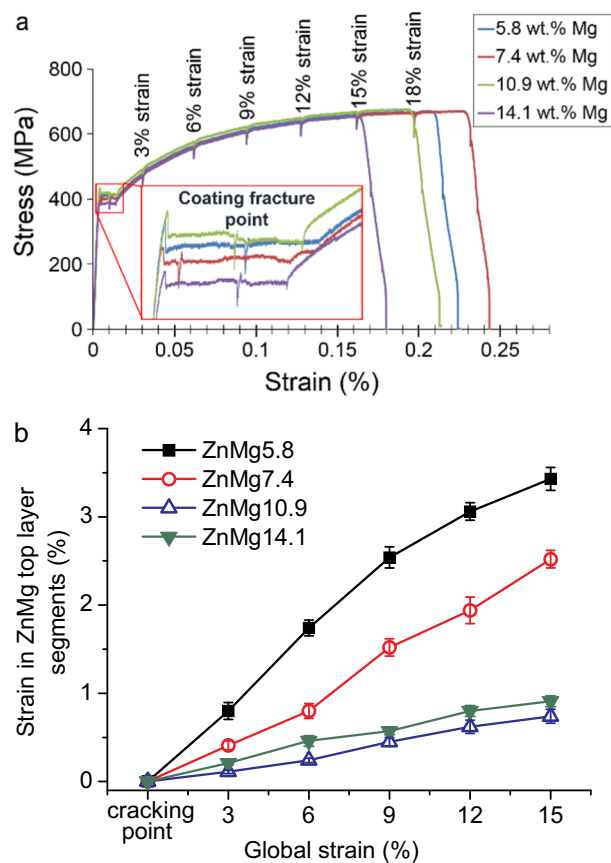 a
5.8 wt.% Mg
7.4 wt.% Mg
10.9 wt.% Mg
14.1 wt.% Mg
3% strain
6% strain
9% strain
12% strain
15% strain
18% strain
800
600
400
200
0
Stress (MPa)
Coating fracture
point
0
0.05
0.1
0.15
0.2
0.25
Strain (%)
b
ZnMg5.8
ZnMg7.4
ZnMg10.9
ZnMg14.1
4
3
2
1
0
Strain in ZnMg top layer
segments (%)
cracking
point
3
6
9
12
15
Global strain (%)